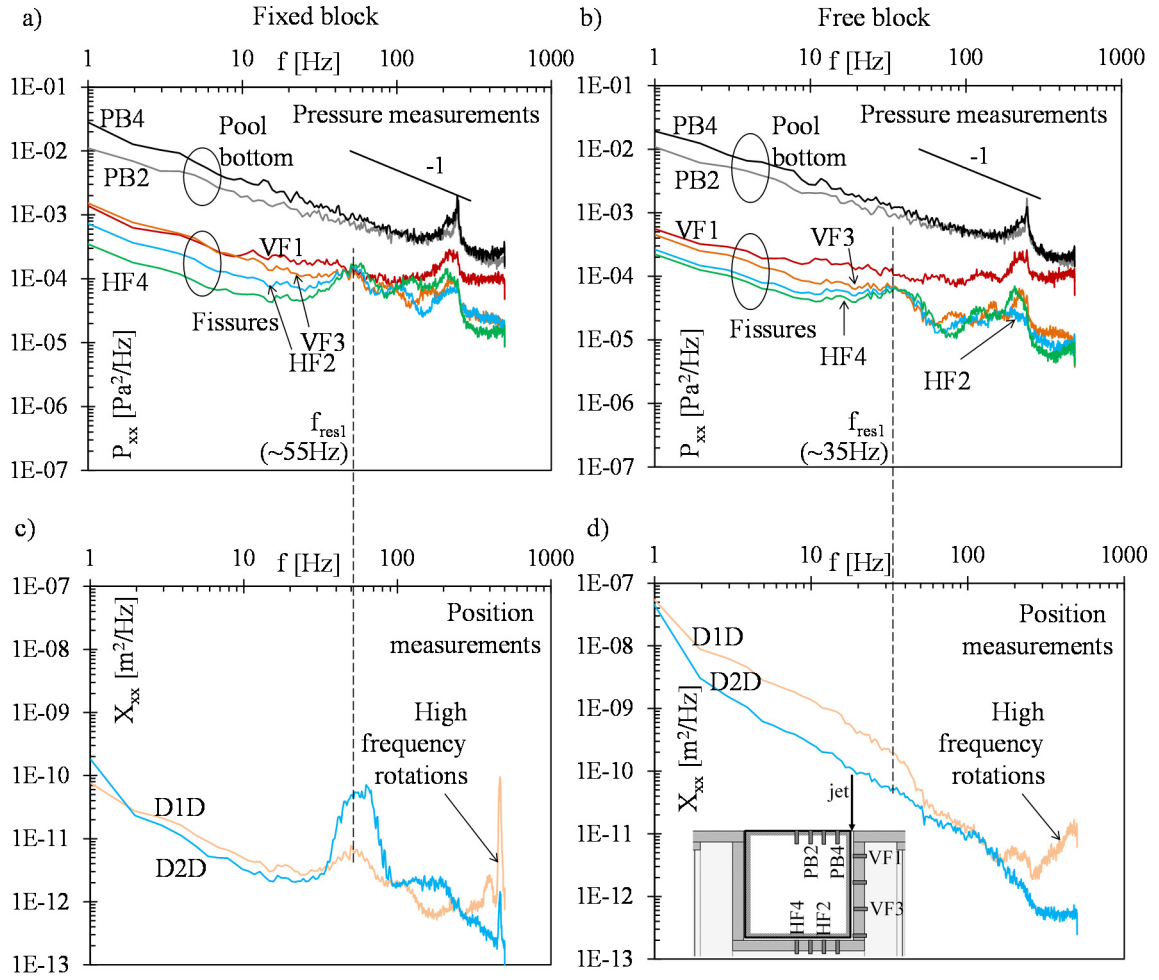 a)
Fixed block
f [Hz]
1
10
100
1000
1E-01
1E-02
1E-03
1E-04
1E-05
1E-06
1E-07
Pxx [Pa²/Hz]
Pressure measurements
PB4
PB2
Pool
bottom
-1
VF1
HF4
Fissures
VF3
HF2
fres1
(~55Hz)
b)
Free block
f [Hz]
1
10
100
1000
1E-01
1E-02
1E-03
1E-04
1E-05
1E-06
1E-07
Pxx [Pa²/Hz]
Pressure measurements
PB4
PB2
Pool
bottom
-1
VF1
VF3
Fissures
HF4
HF2
fres1
(~35Hz)
c)
f [Hz]
1
10
100
1000
1E-07
1E-08
1E-09
1E-10
1E-11
1E-12
1E-13
Xxx [m²/Hz]
Position
measurements
High
frequency
rotations
D1D
D2D
d)
f [Hz]
1
10
100
1000
1E-07
1E-08
1E-09
1E-10
1E-11
1E-12
1E-13
Xxx [m²/Hz]
Position
measurements
D1D
D2D
High
frequency
rotations
jet
PB2
PB4
VF1
VF3
HF4
HF2